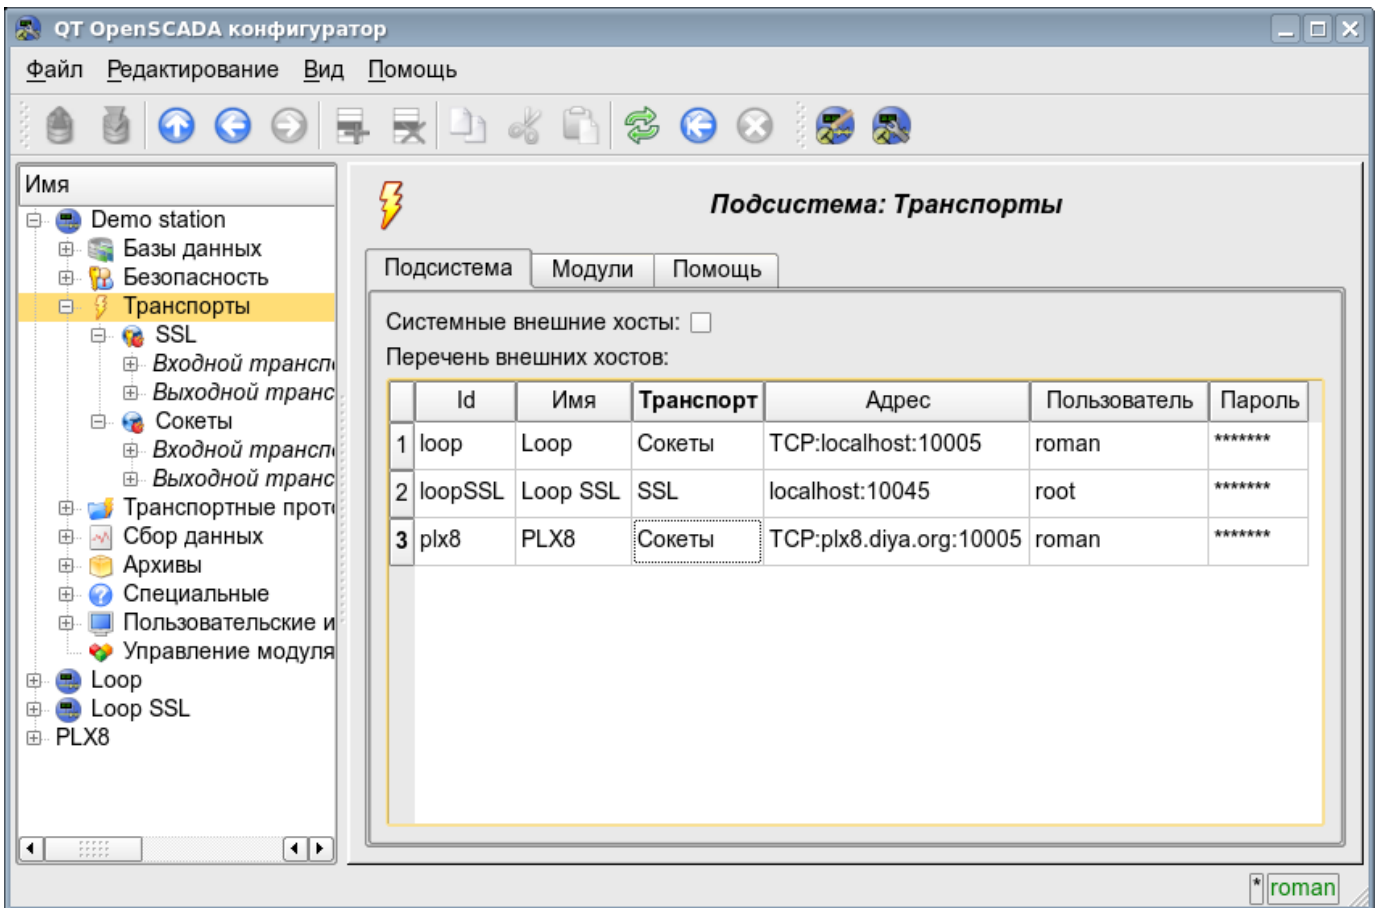 QT OpenSCADA конфигуратор
Файл Редактирование Вид Помощь
Имя
Demo station
Базы данных
Безопасность
Транспорты
SSL
Входной трансп
Выходной транс
Сокеты
Входной трансп
Выходной транс
Транспортные прот
Сбор данных
Архивы
Специальные
Пользовательские и
Управление модуля
Loop
Loop SSL
PLX8
Подсистема: Транспорты
Подсистема Модули Помощь
Системные внешние хосты:
Перечень внешних хостов:
Id Имя Транспорт Адрес Пользователь Пароль
1 loop Loop Сокеты TCP:localhost:10005 roman *******
2 loopSSL Loop SSL SSL localhost:10045 root *******
3 plx8 PLX8 Сокеты TCP:plx8.diya.org:10005 roman *******
* roman